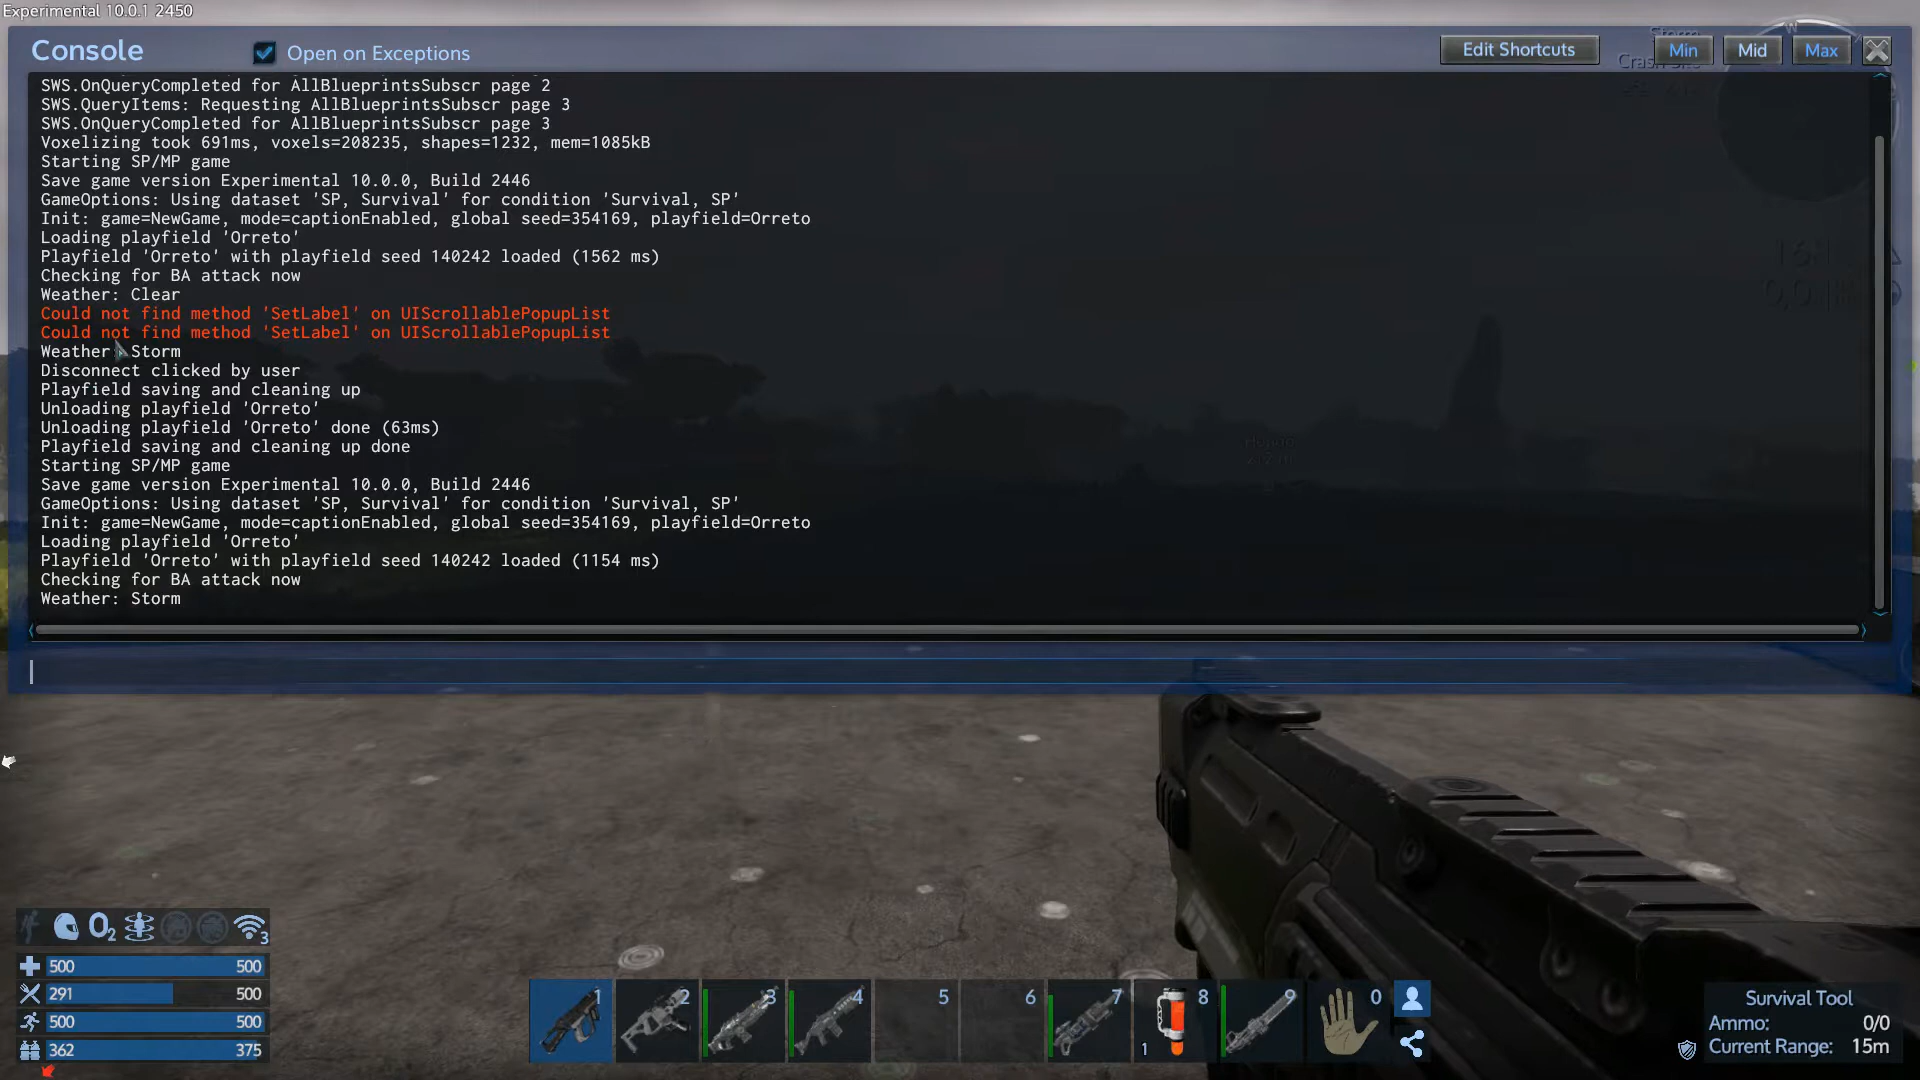 Experimental 10.0.1 2450
Console
Open on Exceptions
Edit Shortcuts
Min
Mid
Max
SWS.OnQueryCompleted for AllBlueprintsSubscr page 2
SWS.QueryItems: Requesting AllBlueprintsSubscr page 3
SWS.OnQueryCompleted for AllBlueprintsSubscr page 3
Voxelizing took 691ms, voxels=208235, shapes=1232, mem=1085kB
Starting SP/MP game
Save game version Experimental 10.0.0, Build 2446
GameOptions: Using dataset 'SP, Survival' for condition 'Survival, SP'
Init: game=NewGame, mode=captionEnabled, global seed=354169, playfield=Orreto
Loading playfield 'Orreto'
Playfield 'Orreto' with playfield seed 140242 loaded (1562 ms)
Checking for BA attack now
Weather: Clear
Could not find method 'SetLabel' on UIScrollablePopupList
Could not find method 'SetLabel' on UIScrollablePopupList
Weather: Storm
Disconnect clicked by user
Playfield saving and cleaning up
Unloading playfield 'Orreto'
Unloading playfield 'Orreto' done (63ms)
Playfield saving and cleaning up done
Starting SP/MP game
Save game version Experimental 10.0.0, Build 2446
GameOptions: Using dataset 'SP, Survival' for condition 'Survival, SP'
Init: game=NewGame, mode=captionEnabled, global seed=354169, playfield=Orreto
Loading playfield 'Orreto'
Playfield 'Orreto' with playfield seed 140242 loaded (1154 ms)
Checking for BA attack now
Weather: Storm
O2
3
500 500
291 500
500 500
362 375
1
2
3
4
5
6
7
8
1
9
0
Survival Tool
Ammo: 0/0
Current Range: 15m